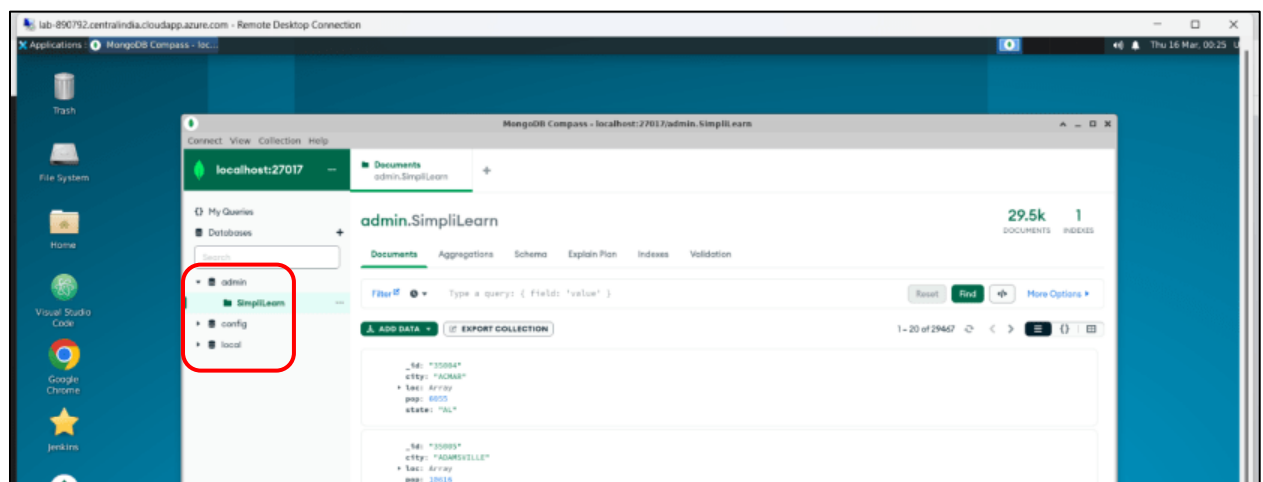 lab-890792.centralindia.cloudapp.azure.com - Remote Desktop Connection
Applications MongoDB Compass - loc... Thu 16 Mar, 00:25 U
Trash
File System
Home
Visual Studio
Code
Google
Chrome
Jenkins
MongoDB Compass - localhost:27017/admin.SimpliLearn
Connect View Collection Help
localhost:27017
My Queries
Databases
Search
admin
SimpliLearn
config
local
Documents
admin.SimpliLearn
admin.SimpliLearn
29.5k 1
DOCUMENTS INDEXES
Documents Aggregations Schema Explain Plan Indexes Validation
Filter Type a query: { field: 'value' } Reset Find More Options
ADD DATA EXPORT COLLECTION 1 - 20 of 29467
_id: "35004"
city: "ACMAR"
loc: Array
pop: 6055
state: "AL"
_id: "35005"
city: "ADAMSVILLE"
loc: Array
pop: 10616